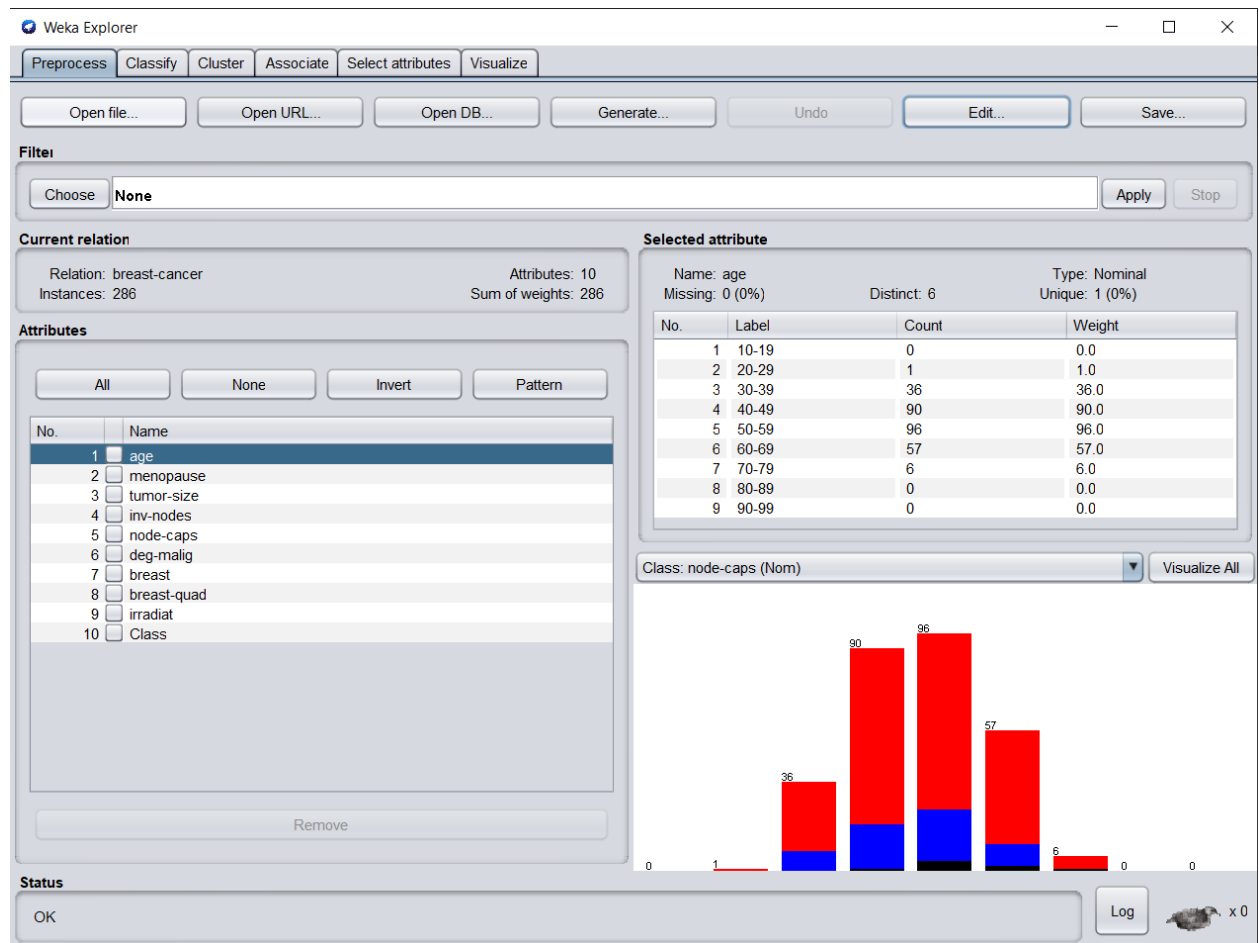 Weka Explorer
Preprocess Classify Cluster Associate Select attributes Visualize
Open file... Open URL... Open DB... Generate... Undo Edit... Save...
Filter
Choose None Apply Stop
Current relation
Relation: breast-cancer Attributes: 10
Instances: 286 Sum of weights: 286
Attributes
All None Invert Pattern
No. Name
1 age
2 menopause
3 tumor-size
4 inv-nodes
5 node-caps
6 deg-malig
7 breast
8 breast-quad
9 irradiat
10 Class
Remove
Selected attribute
Name: age Type: Nominal
Missing: 0 (0%) Distinct: 6 Unique: 1 (0%)
No. Label Count Weight
1 10-19 0 0.0
2 20-29 1 1.0
3 30-39 36 36.0
4 40-49 90 90.0
5 50-59 96 96.0
6 60-69 57 57.0
7 70-79 6 6.0
8 80-89 0 0.0
9 90-99 0 0.0
Class: node-caps (Nom) Visualize All
0 1 36 90 96 57 6 0 0
Status
OK Log x 0